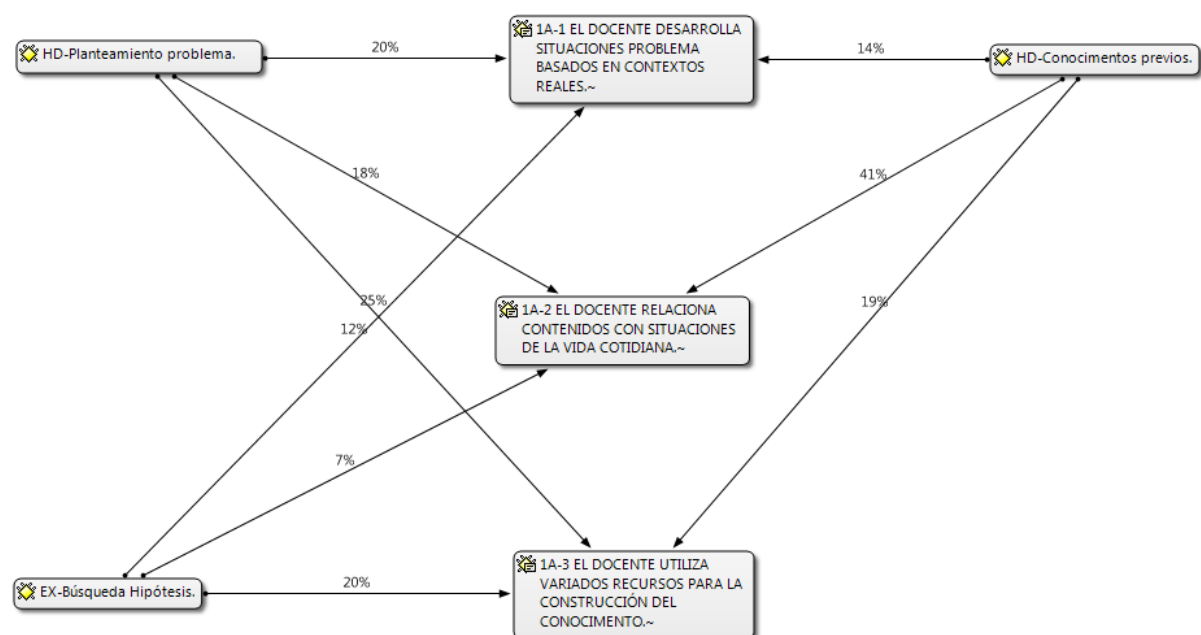 HD-Planteamiento problema.
20%
1A-1 EL DOCENTE DESARROLLA
SITUACIONES PROBLEMA
BASADOS EN CONTEXTOS
REALES.~
14%
HD-Conocimentos previos.
18%
41%
25%
19%
12%
1A-2 EL DOCENTE RELACIONA
CONTENIDOS CON SITUACIONES
DE LA VIDA COTIDIANA.~
7%
EX-Búsqueda Hipótesis.
20%
1A-3 EL DOCENTE UTILIZA
VARIADOS RECURSOS PARA LA
CONSTRUCCIÓN DEL
CONOCIMENTO.~